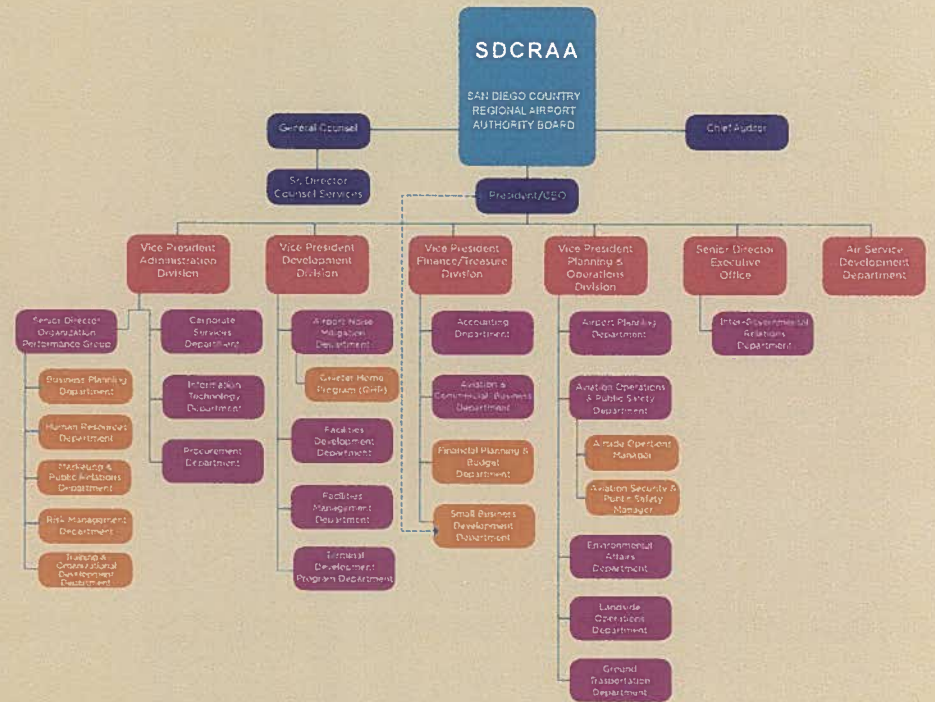 SDCRAA
SAN DIEGO COUNTRY
REGIONAL AIRPORT
AUTHORITY BOARD
General Counsel
Chief Auditor
Sr. Director
Counsel Services
President/CEO
Vice President
Administration
Division
Vice President
Development
Division
Vice President
Finance/Treasure
Division
Vice President
Planning &
Operations
Division
Senior Director
Executive
Office
Air Service
Development
Department
Senior Director
Organization
Performance Group
Business Planning
Department
Human Resources
Department
Marketing &
Public Relations
Department
Risk Management
Department
Training &
Organizational
Development
Department
Corporate
Services
Department
Information
Technology
Department
Procurement
Department
Airport Noise
Mitigation
Department
Quieter Home
Program (QHP)
Facilities
Development
Department
Facilities
Management
Department
Terminal
Development
Program Department
Accounting
Department
Aviation &
Commercial Business
Department
Financial Planning &
Budget
Department
Small Business
Development
Department
Airport Planning
Department
Aviation Operations
& Public Safety
Department
Airside Opertions
Manager
Aviation Security &
Public Safety
Manager
Environmental
Affairs
Department
Landside
Operations
Department
Ground
Trasportation
Department
Inter-Governmental
Relations
Department